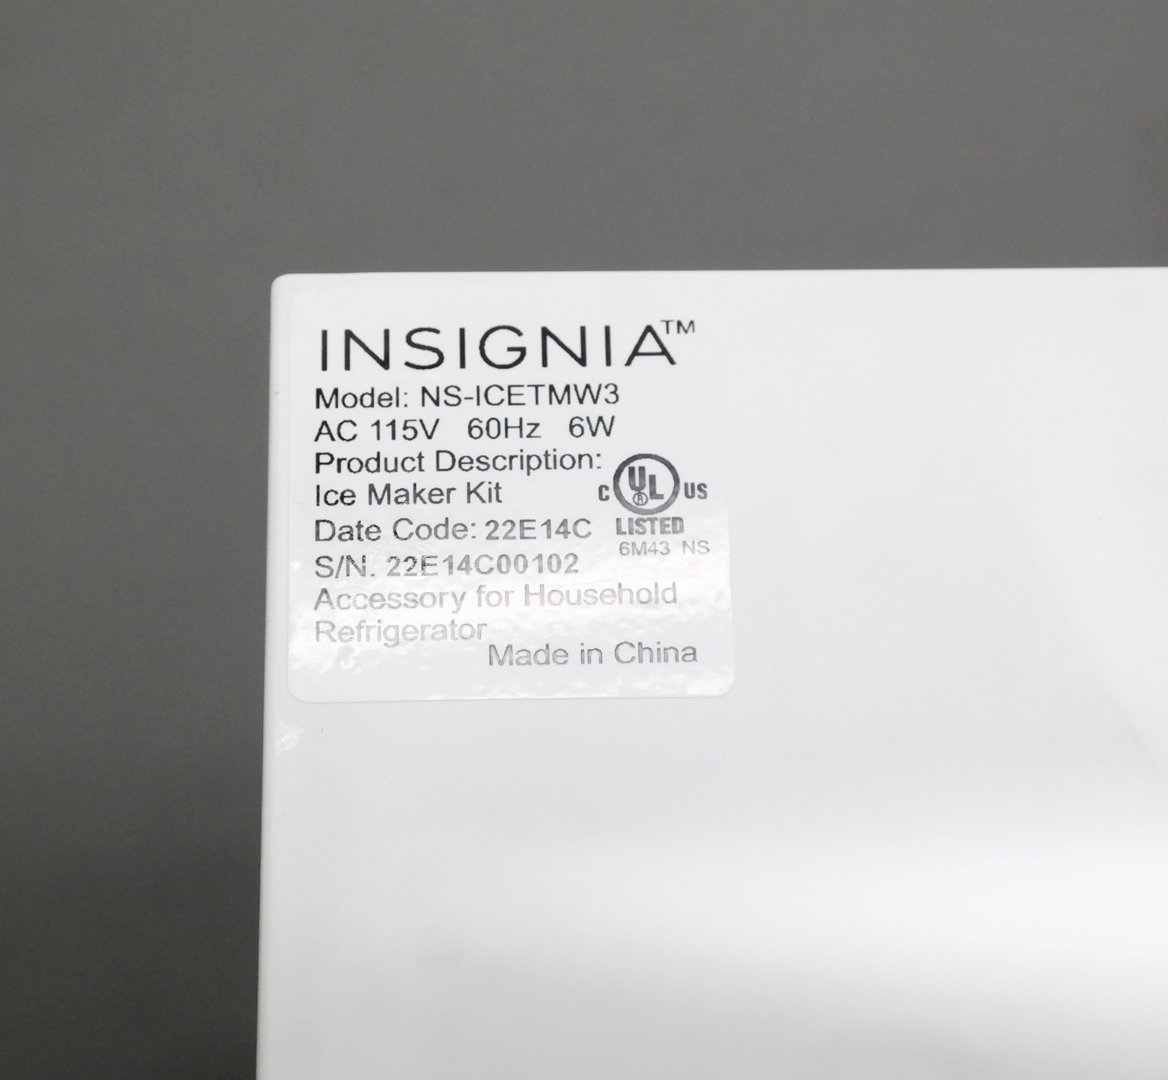 INSIGNIA™
Model: NS-ICETMW3
AC 115V 60Hz 6W
Product Description:
Ice Maker Kit
C UL ® US
LISTED
6M43 NS
Date Code: 22E14C
S/N. 22E14C00102
Accessory for Household
Refrigerator
Made in China